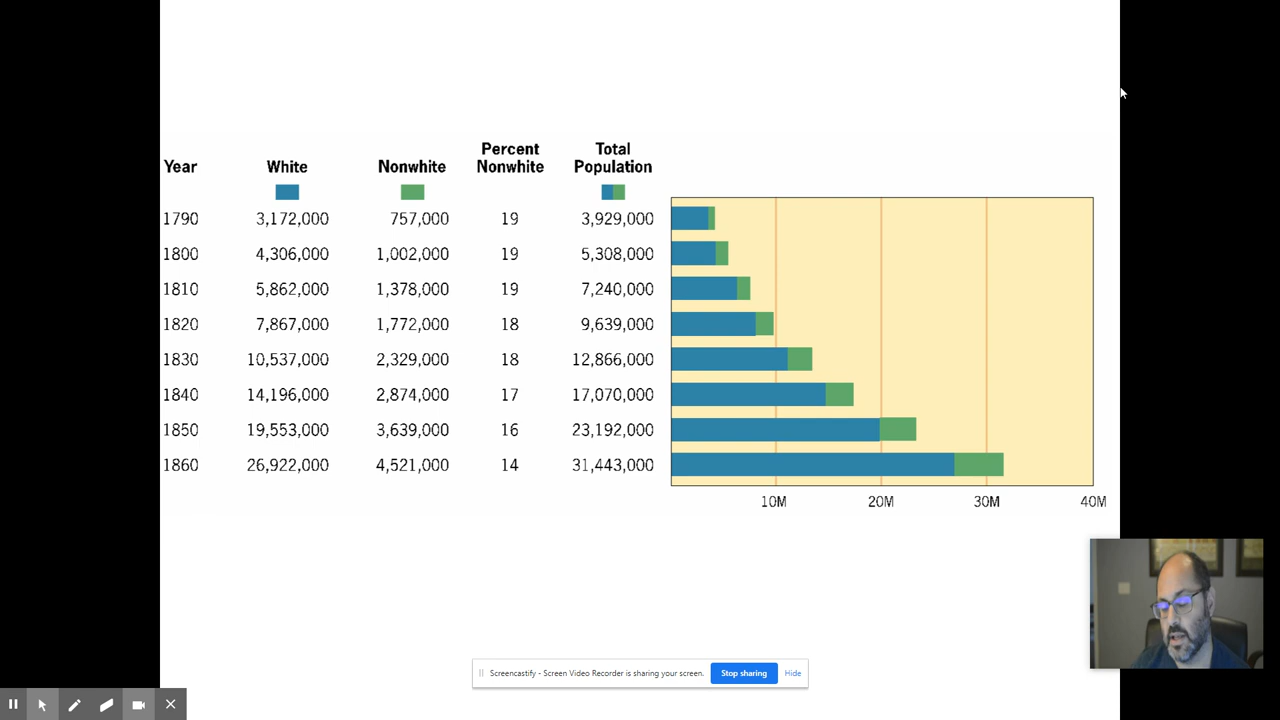 Percent Total
Year White Nonwhite Nonwhite Population
1790 3,172,000 757,000 19 3,929,000
1800 4,306,000 1,002,000 19 5,308,000
1810 5,862,000 1,378,000 19 7,240,000
1820 7,867,000 1,772,000 18 9,639,000
1830 10,537,000 2,329,000 18 12,866,000
1840 14,196,000 2,874,000 17 17,070,000
1850 19,553,000 3,639,000 16 23,192,000
1860 26,922,000 4,521,000 14 31,443,000
10M 20M 30M 40M
Screencastify - Screen Video Recorder is sharing your screen. Stop sharing Hide